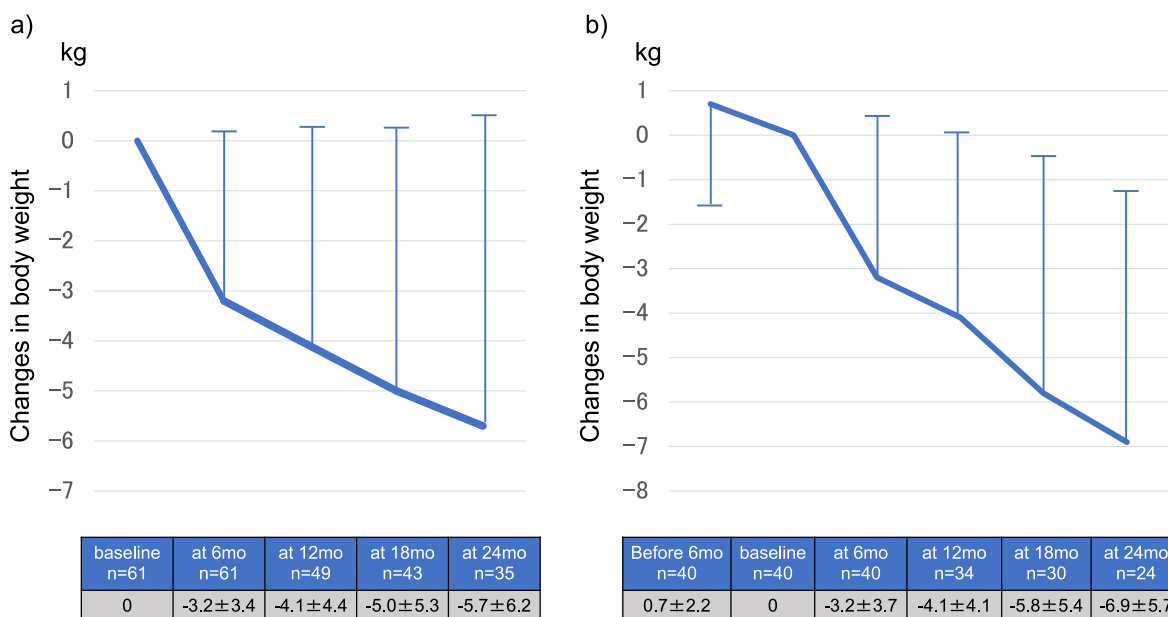 a)
kg
Changes in body weight
1
0
−1
−2
−3
−4
−5
−6
−7
baseline at 6mo at 12mo at 18mo at 24mo
n=61 n=61 n=49 n=43 n=35
0 -3.2±3.4 -4.1±4.4 -5.0±5.3 -5.7±6.2
b)
kg
Changes in body weight
1
0
−1
−2
−3
−4
−5
−6
−7
−8
Before 6mo baseline at 6mo at 12mo at 18mo at 24mo
n=40 n=40 n=40 n=34 n=30 n=24
0.7±2.2 0 -3.2±3.7 -4.1±4.1 -5.8±5.4 -6.9±5.7